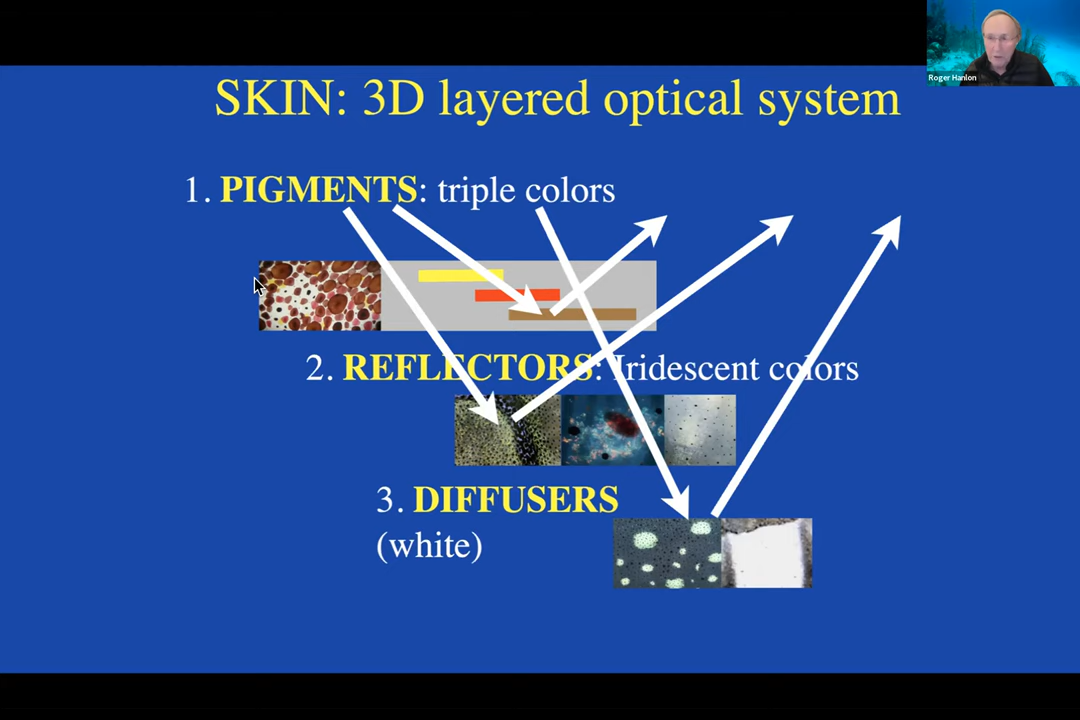 Roger Hanlon
SKIN: 3D layered optical system
1. PIGMENTS: triple colors
2. REFLECTORS: Iridescent colors
3. DIFFUSERS
(white)